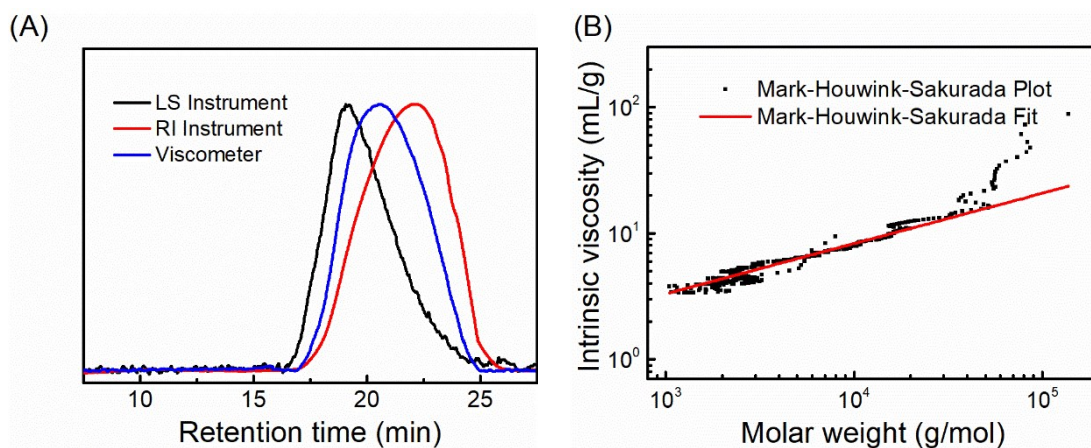 (A)
LS Instrument
RI Instrument
Viscometer
10 15 20 25
Retention time (min)
(B)
Intrinsic viscosity (mL/g)
10²
10¹
10⁰
Mark-Houwink-Sakurada Plot
Mark-Houwink-Sakurada Fit
10³ 10⁴ 10⁵
Molar weight (g/mol)